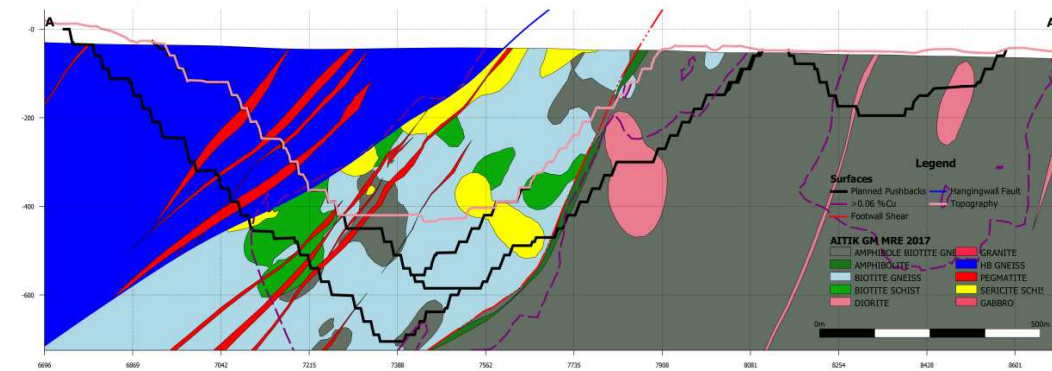 A
A
-0
-200
-400
-600
Legend
Surfaces
Planned Pushbacks
Hangingwall Fault
>0.06 %Cu
Topography
Footwall Shear
AITIK GM MRE 2017
AMPHIBOLE BIOTITE GNE
GRANITE
AMPHIBOLITE
HB GNEISS
BIOTITE GNEISS
PEGMATITE
BIOTITE SCHIST
SERICITE SCHIS
DIORITE
GABBRO
0m
500m
6696
6869
7042
7215
7388
7562
7735
7908
8081
8254
8428
8601